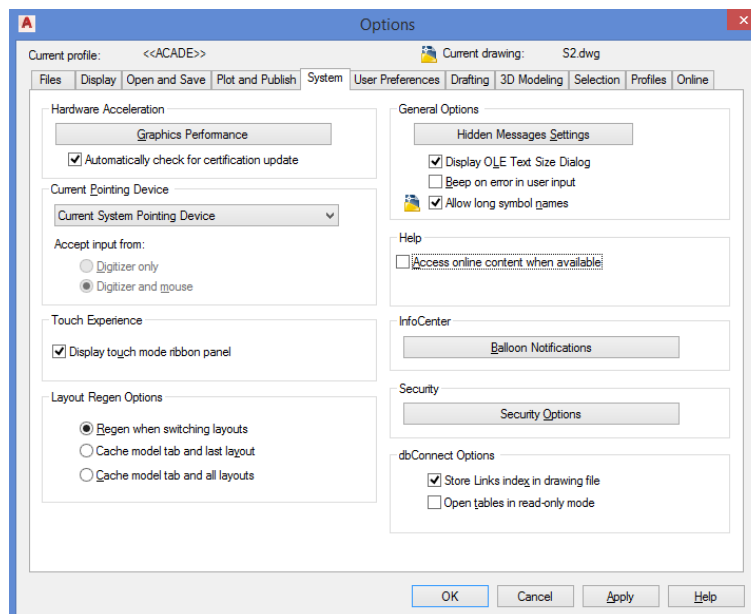 A
Options
Current profile: <<ACADE>> Current drawing: S2.dwg
Files Display Open and Save Plot and Publish System User Preferences Drafting 3D Modeling Selection Profiles Online
Hardware Acceleration
Graphics Performance
Automatically check for certification update
Current Pointing Device
Current System Pointing Device
Accept input from:
Digitizer only
Digitizer and mouse
Touch Experience
Display touch mode ribbon panel
Layout Regen Options
Regen when switching layouts
Cache model tab and last layout
Cache model tab and all layouts
General Options
Hidden Messages Settings
Display OLE Text Size Dialog
Beep on error in user input
Allow long symbol names
Help
Access online content when available
InfoCenter
Balloon Notifications
Security
Security Options
dbConnect Options
Store Links index in drawing file
Open tables in read-only mode
OK Cancel Apply Help